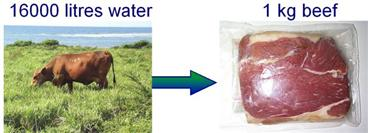 16000 litres water
1 kg beef